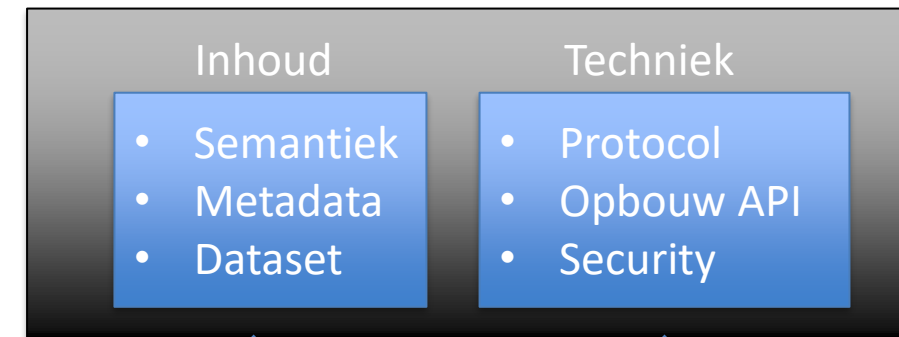 Inhoud
• Semantiek
• Metadata
• Dataset
Techniek
• Protocol
• Opbouw API
• Security